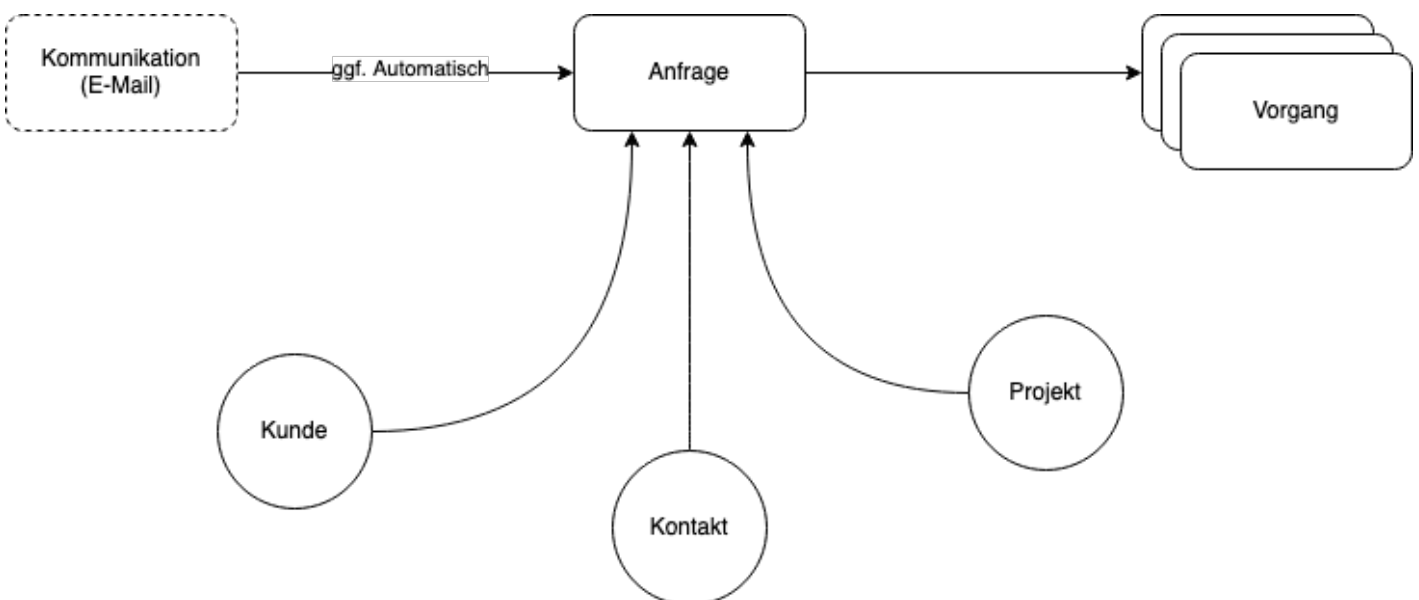 Kommunikation
(E-Mail)
ggf. Automatisch
Anfrage
Vorgang
Kunde
Kontakt
Projekt